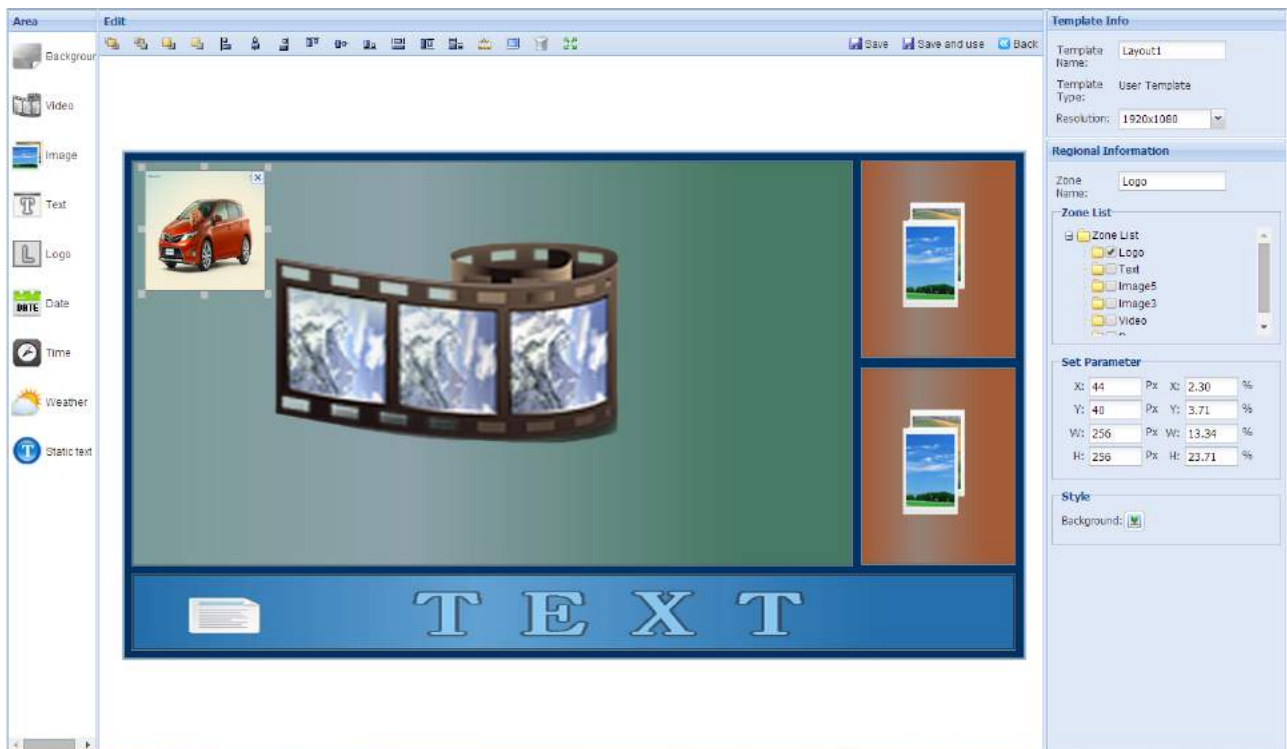 Area
Edit
Template Info
Backgrour
Video
Image
Text
Logo
DATE Date
Time
Weather
Static text
Save Save and use Back
TEXT
Template Name: Layout1
Template Type: User Template
Resolution: 1920x1080
Regional Information
Zone Name: Logo
Zone List
Zone List
Logo
Text
Image5
Image3
Video
Set Parameter
X: 44 Px X: 2.30 %
Y: 40 Px Y: 3.71 %
W: 256 Px W: 13.34 %
H: 256 Px H: 23.71 %
Style
Background: